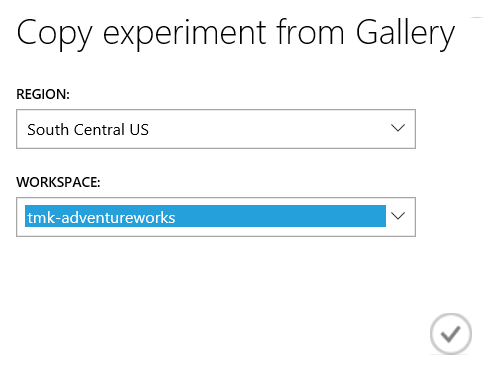 Copy experiment from Gallery
REGION:
South Central US
WORKSPACE:
tmk-adventureworks